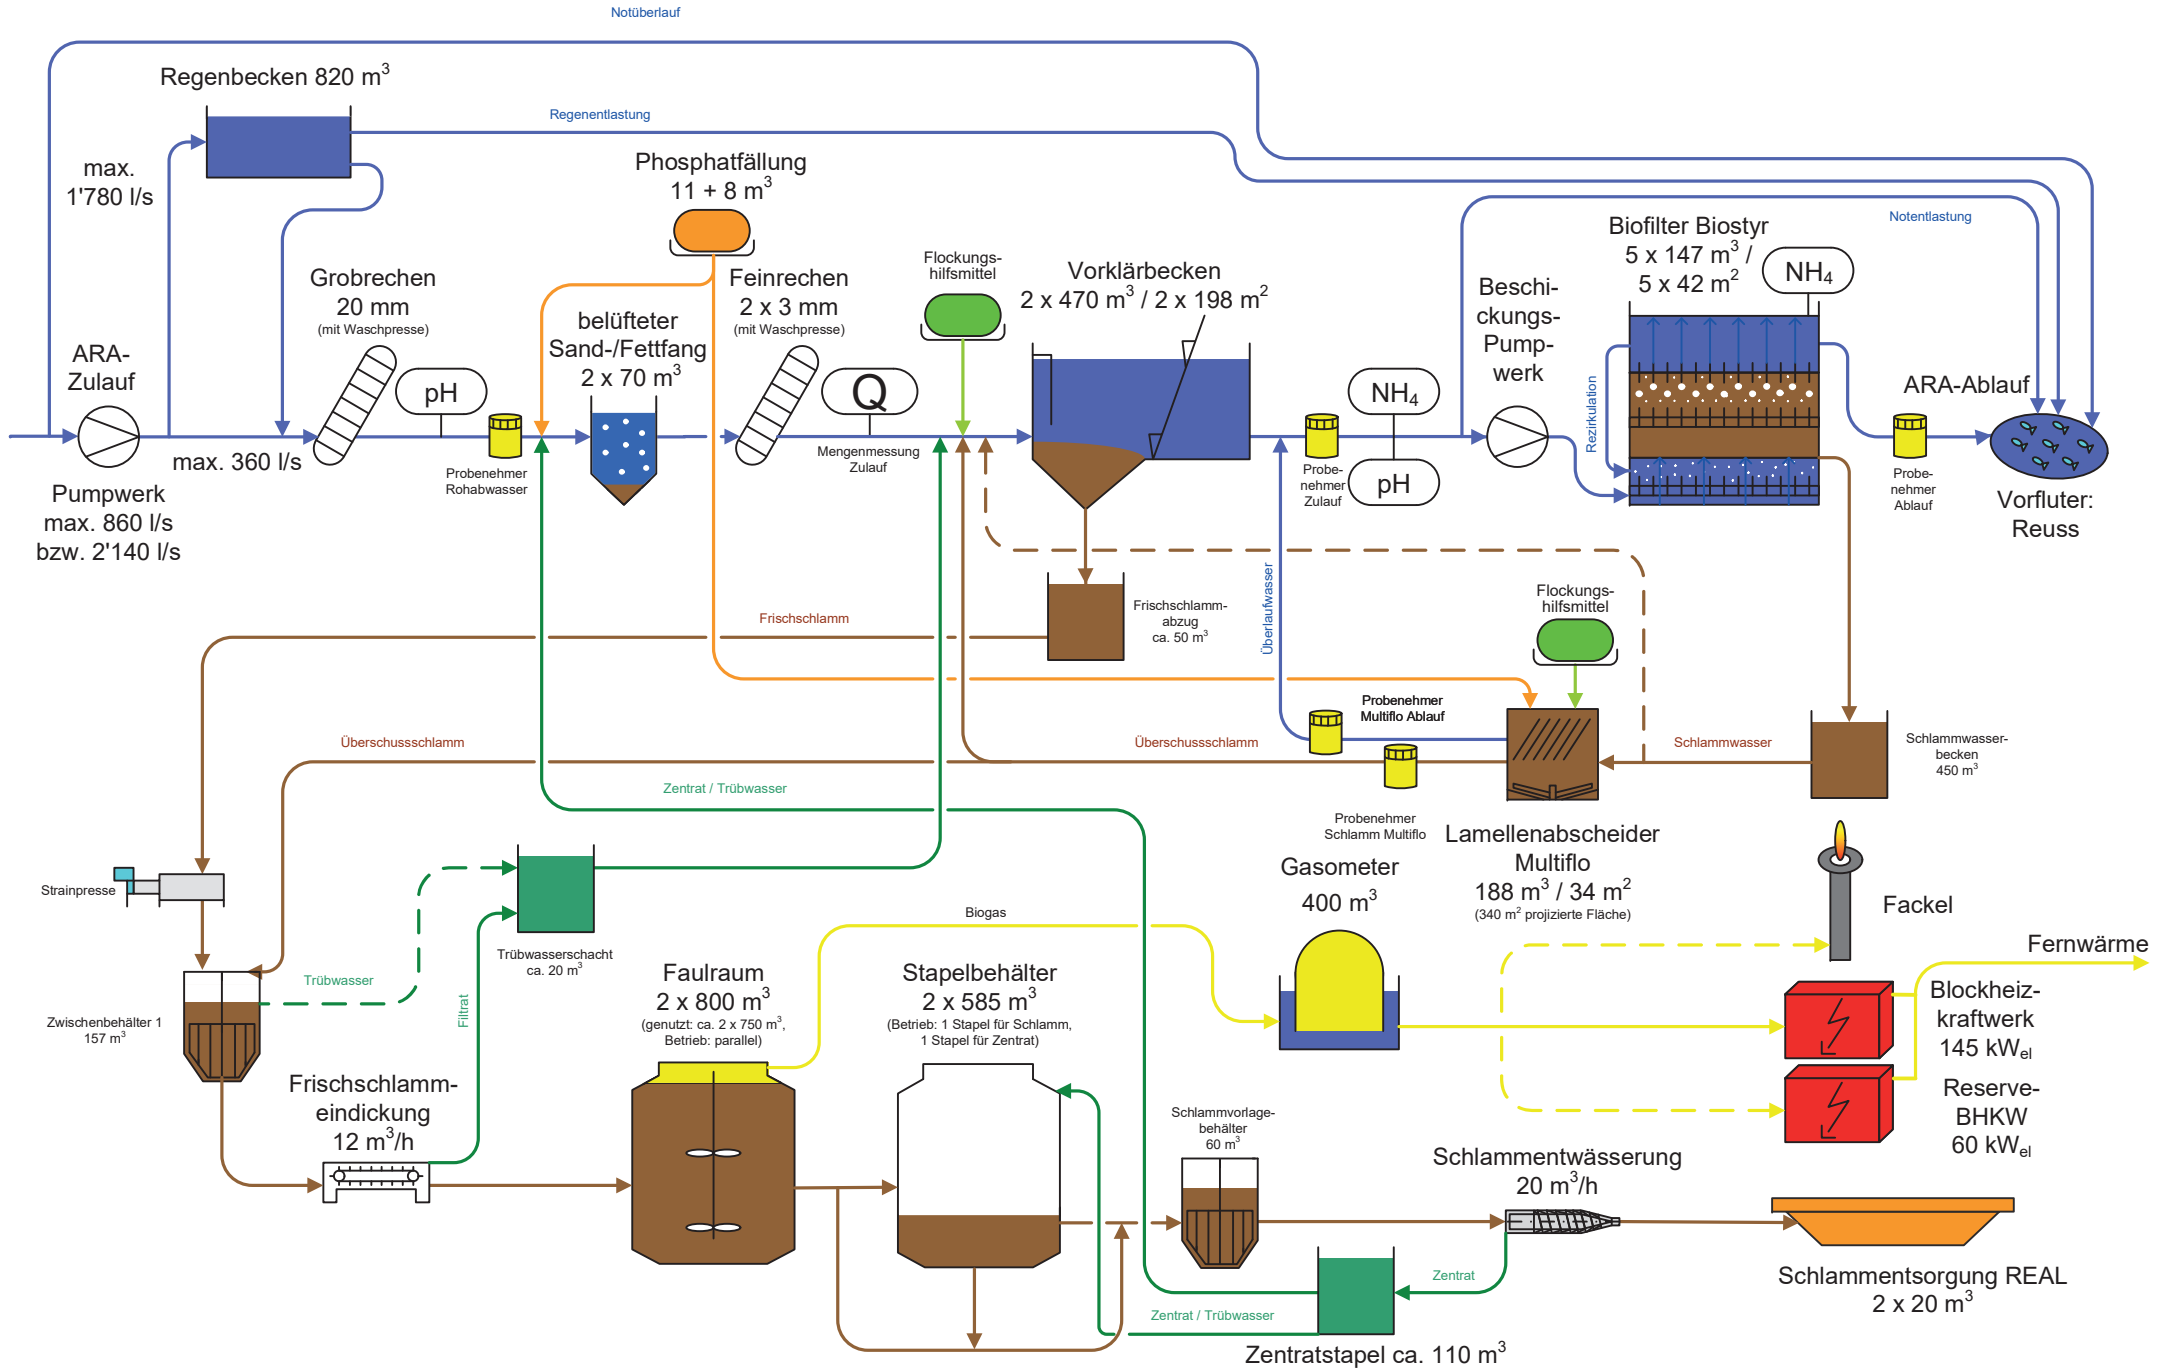 Notüberlauf
Regenbecken 820 m³
Regenentlastung
max.
1'780 l/s
Phosphatfällung
11 + 8 m³
Notentlastung
Biofilter Biostyr
5 x 147 m³ /
5 x 42 m²
NH₄
Grobrechen
20 mm
(mit Waschpresse)
Feinrechen
2 x 3 mm
(mit Waschpresse)
Flockungs-
hilfsmittel
Vorklärbecken
2 x 470 m³ / 2 x 198 m²
Beschi-
ckungs-
Pump-
werk
belüfteter
Sand-/Fettfang
2 x 70 m³
ARA-
Zulauf
pH
Q
NH₄
Rezirkulation
ARA-Ablauf
max. 360 l/s
Probenehmer
Rohabwasser
Mengenmessung
Zulauf
Probe-
nehmer
Zulauf
pH
Probe-
nehmer
Ablauf
Vorfluter:
Reuss
Pumpwerk
max. 860 l/s
bzw. 2'140 l/s
Frischschlamm
Frischschlamm-
abzug
ca. 50 m³
Überlaufwasser
Flockungs-
hilfsmittel
Probenehmer
Multiflo Ablauf
Überschussschlamm
Überschussschlamm
Schlammwasser
Schlammwasser-
becken
450 m³
Zentrat / Trübwasser
Probenehmer
Schlamm Multiflo
Lamellenabscheider
Multiflo
188 m³ / 34 m²
(340 m² projizierte Fläche)
Gasometer
400 m³
Strainpresse
Fackel
Biogas
Fernwärme
Trübwasserschacht
ca. 20 m³
Trübwasser
Filtrat
Faulraum
2 x 800 m³
(genutzt: ca. 2 x 750 m³,
Betrieb: parallel)
Stapelbehälter
2 x 585 m³
(Betrieb: 1 Stapel für Schlamm,
1 Stapel für Zentrat)
Zwischenbehälter 1
157 m³
Blockheiz-
kraftwerk
145 kWel
Frischschlamm-
eindickung
12 m³/h
Schlammvorlage-
behälter
60 m³
Reserve-
BHKW
60 kWel
Schlammentwässerung
20 m³/h
Zentrat
Zentrat / Trübwasser
Schlammentsorgung REAL
2 x 20 m³
Zentratstapel ca. 110 m³